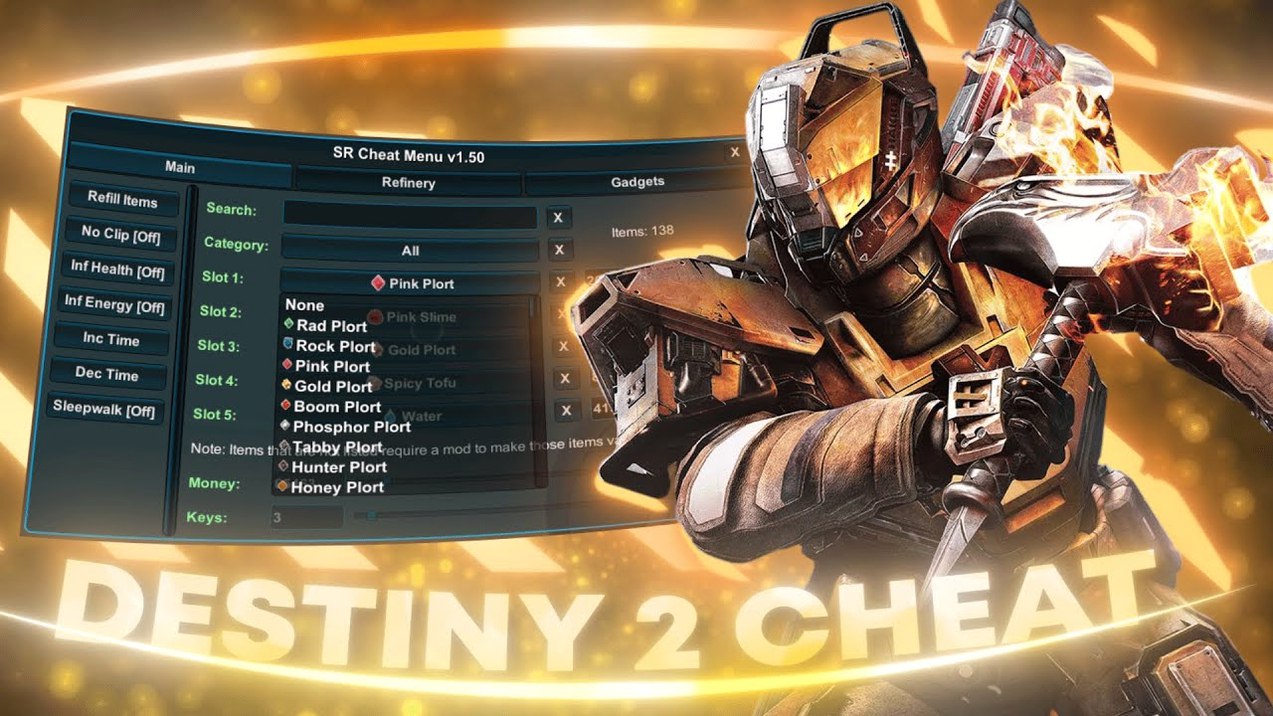 SR Cheat Menu v1.50 X
Main Refinery Gadgets
Refill Items
No Clip [Off]
Inf Health [Off]
Inf Energy [Off]
Inc Time
Dec Time
Sleepwalk [Off]
Search: X
Items: 138
Category: All X
Slot 1: Pink Plort X
Slot 2: Pink Slime
Slot 3: Gold Plort X
Slot 4: Spicy Tofu X
Slot 5: Water X 41
None
Rad Plort
Rock Plort
Pink Plort
Gold Plort
Boom Plort
Phosphor Plort
Tabby Plort
Hunter Plort
Honey Plort
Note: Items that are not listed require a mod to make those items
Money:
Keys: 3
DESTINY 2 CHEAT